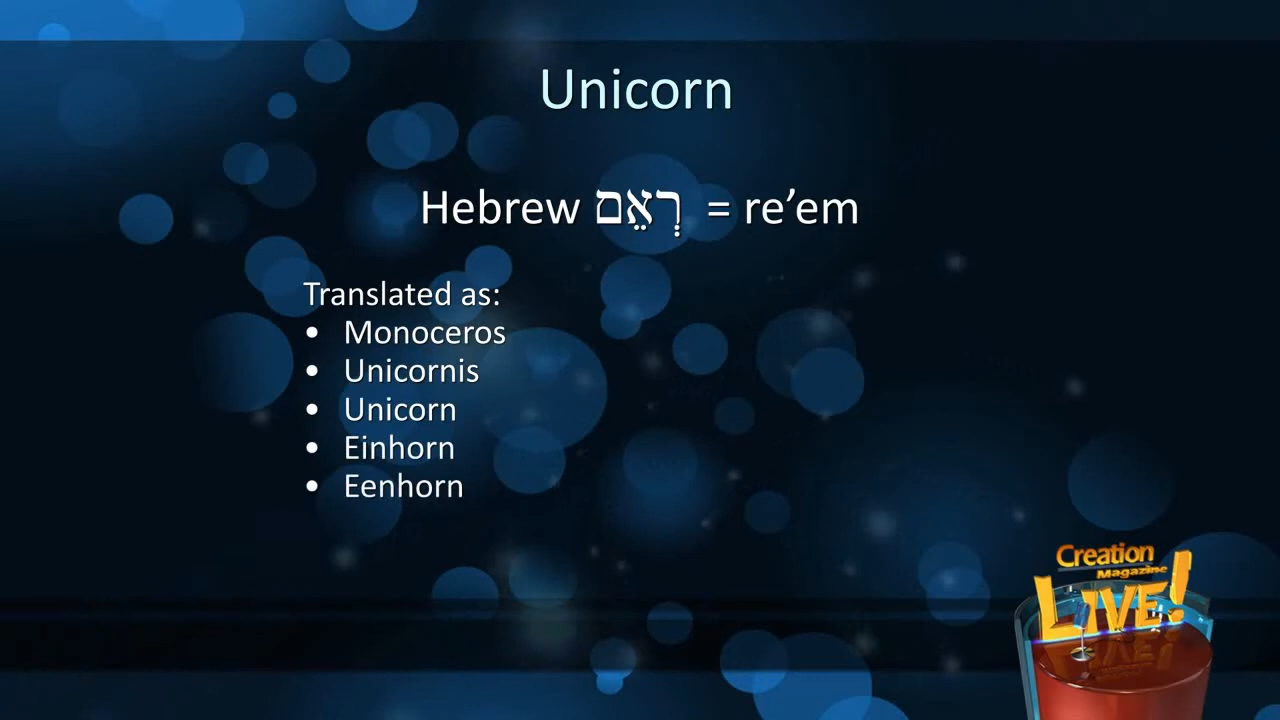 Unicorn
Hebrew רְאֵם = re’em
Translated as:
• Monoceros
• Unicornis
• Unicorn
• Einhorn
• Eenhorn
Creation
Magazine
LIVE!